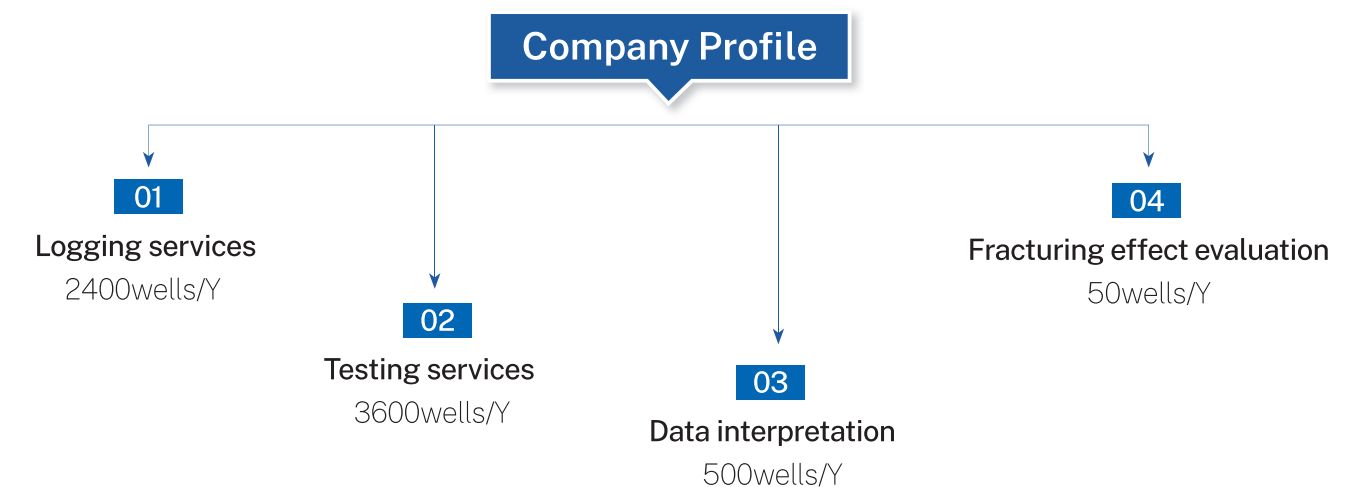 Company Profile
01
Logging services
2400wells/Y
02
Testing services
3600wells/Y
03
Data interpretation
500wells/Y
04
Fracturing effect evaluation
50wells/Y